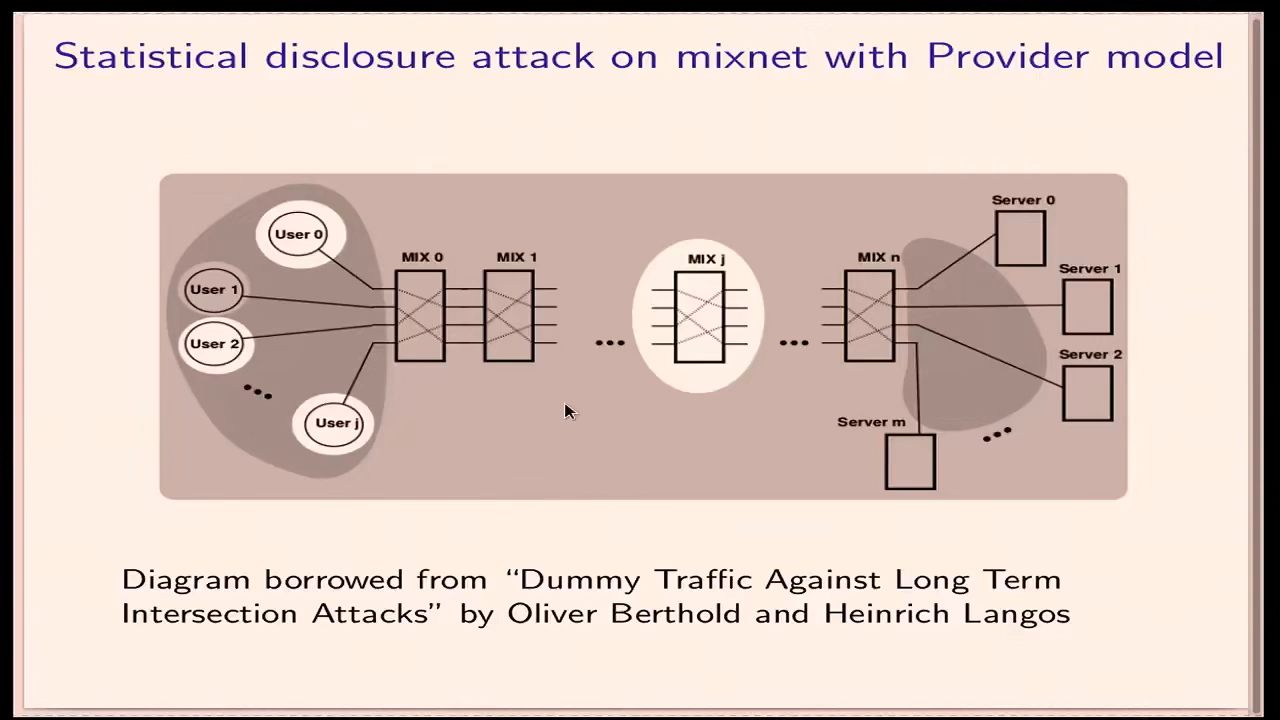 Statistical disclosure attack on mixnet with Provider model
Server 0
User 0
MIX 0
MIX 1
MIX j
MIX n
Server 1
User 1
User 2
Server 2
User j
Server m
Diagram borrowed from “Dummy Traffic Against Long Term
Intersection Attacks” by Oliver Berthold and Heinrich Langos